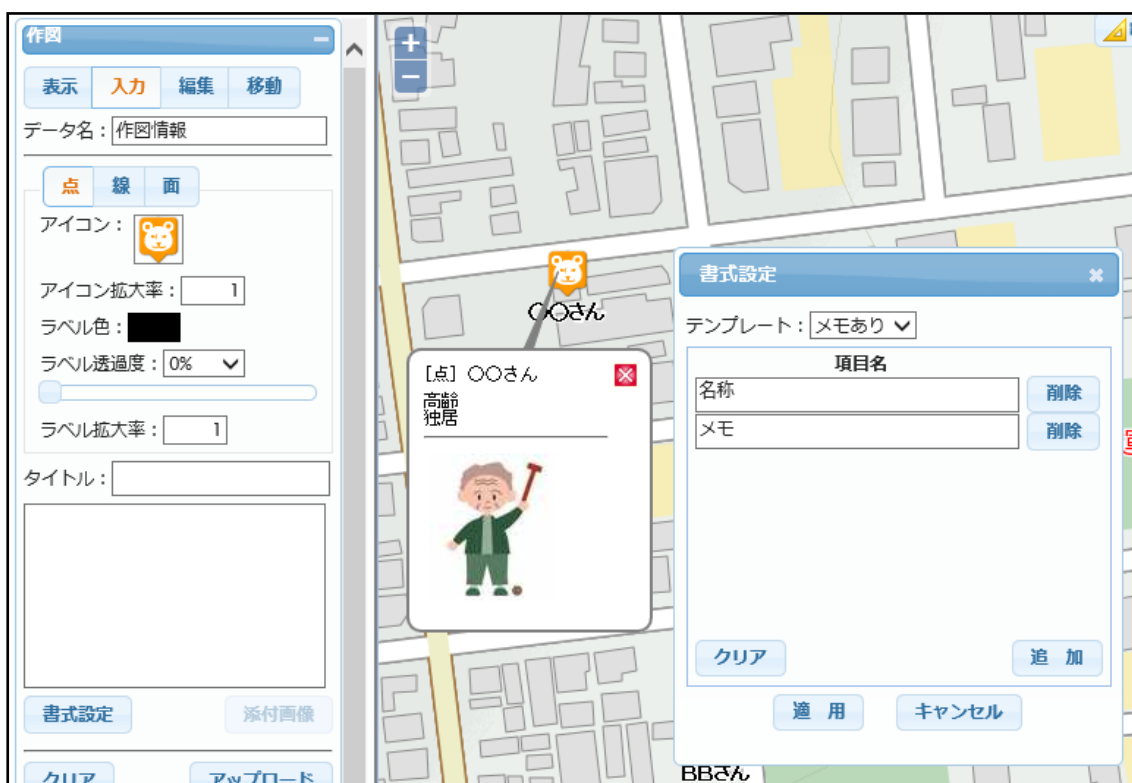 作図
表示 入力 編集 移動
データ名：作図情報
点 線 面
アイコン：
アイコン拡大率：1
ラベル色：
ラベル透過度：0%
ラベル拡大率：1
タイトル：
書式設定 添付画像
クリア アップロード
+
−
〇〇さん
［点］〇〇さん
高齢
独居
書式設定
テンプレート：メモあり
項目名
名称 削除
メモ 削除
クリア 追 加
適 用 キャンセル
BBさん